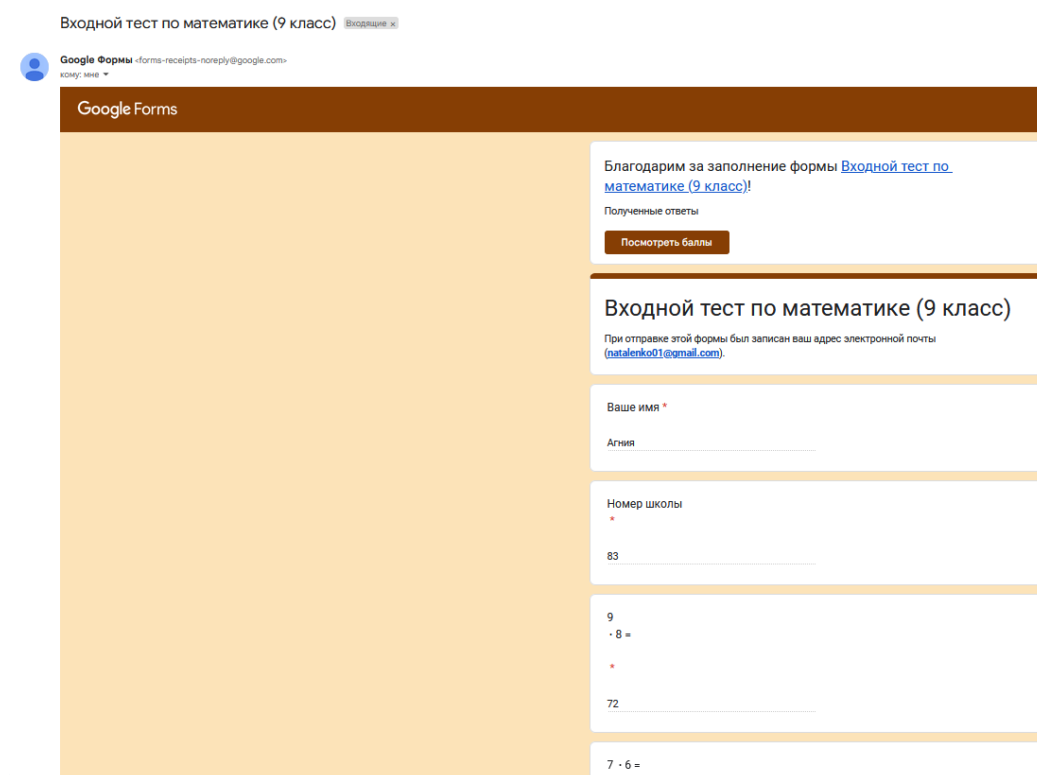 Входной тест по математике (9 класс) Входящие ×
Google Формы <forms-receipts-noreply@google.com>
кому: мне
Google Forms
Благодарим за заполнение формы Входной тест по
математике (9 класс)!
Полученные ответы
Посмотреть баллы
Входной тест по математике (9 класс)
При отправке этой формы был записан ваш адрес электронной почты
(natalenko01@gmail.com).
Ваше имя *
Агния
Номер школы
*
83
9
· 8 =
*
72
7 · 6 =